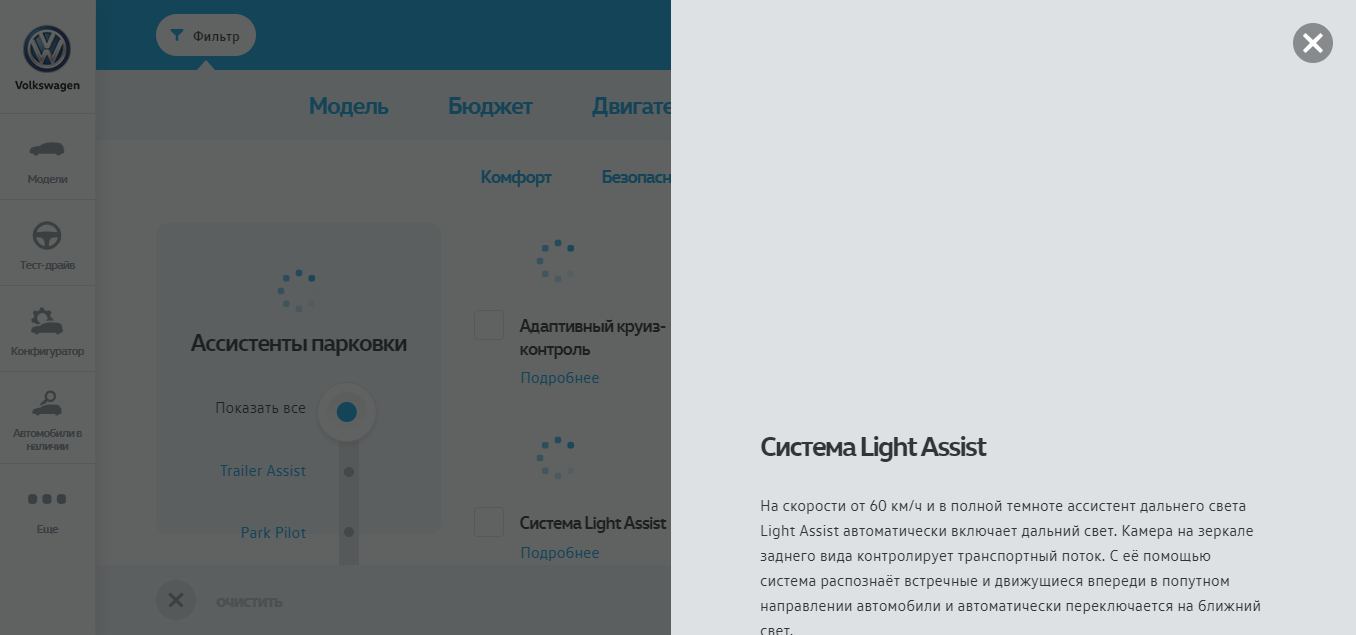 Фильтр
Volkswagen
Модели
Тест-драйв
Конфигуратор
Автомобили в
наличии
Еще
Модель Бюджет Двигате
Комфорт Безопасн
Ассистенты парковки
Показать все
Trailer Assist
Park Pilot
Адаптивный круиз-
контроль
Подробнее
Система Light Assist
Подробнее
ОЧИСТИТЬ
Система Light Assist
На скорости от 60 км/ч и в полной темноте ассистент дальнего света
Light Assist автоматически включает дальний свет. Камера на зеркале
заднего вида контролирует транспортный поток. С её помощью
система распознаёт встречные и движущиеся впереди в попутном
направлении автомобили и автоматически переключается на ближний
свет.